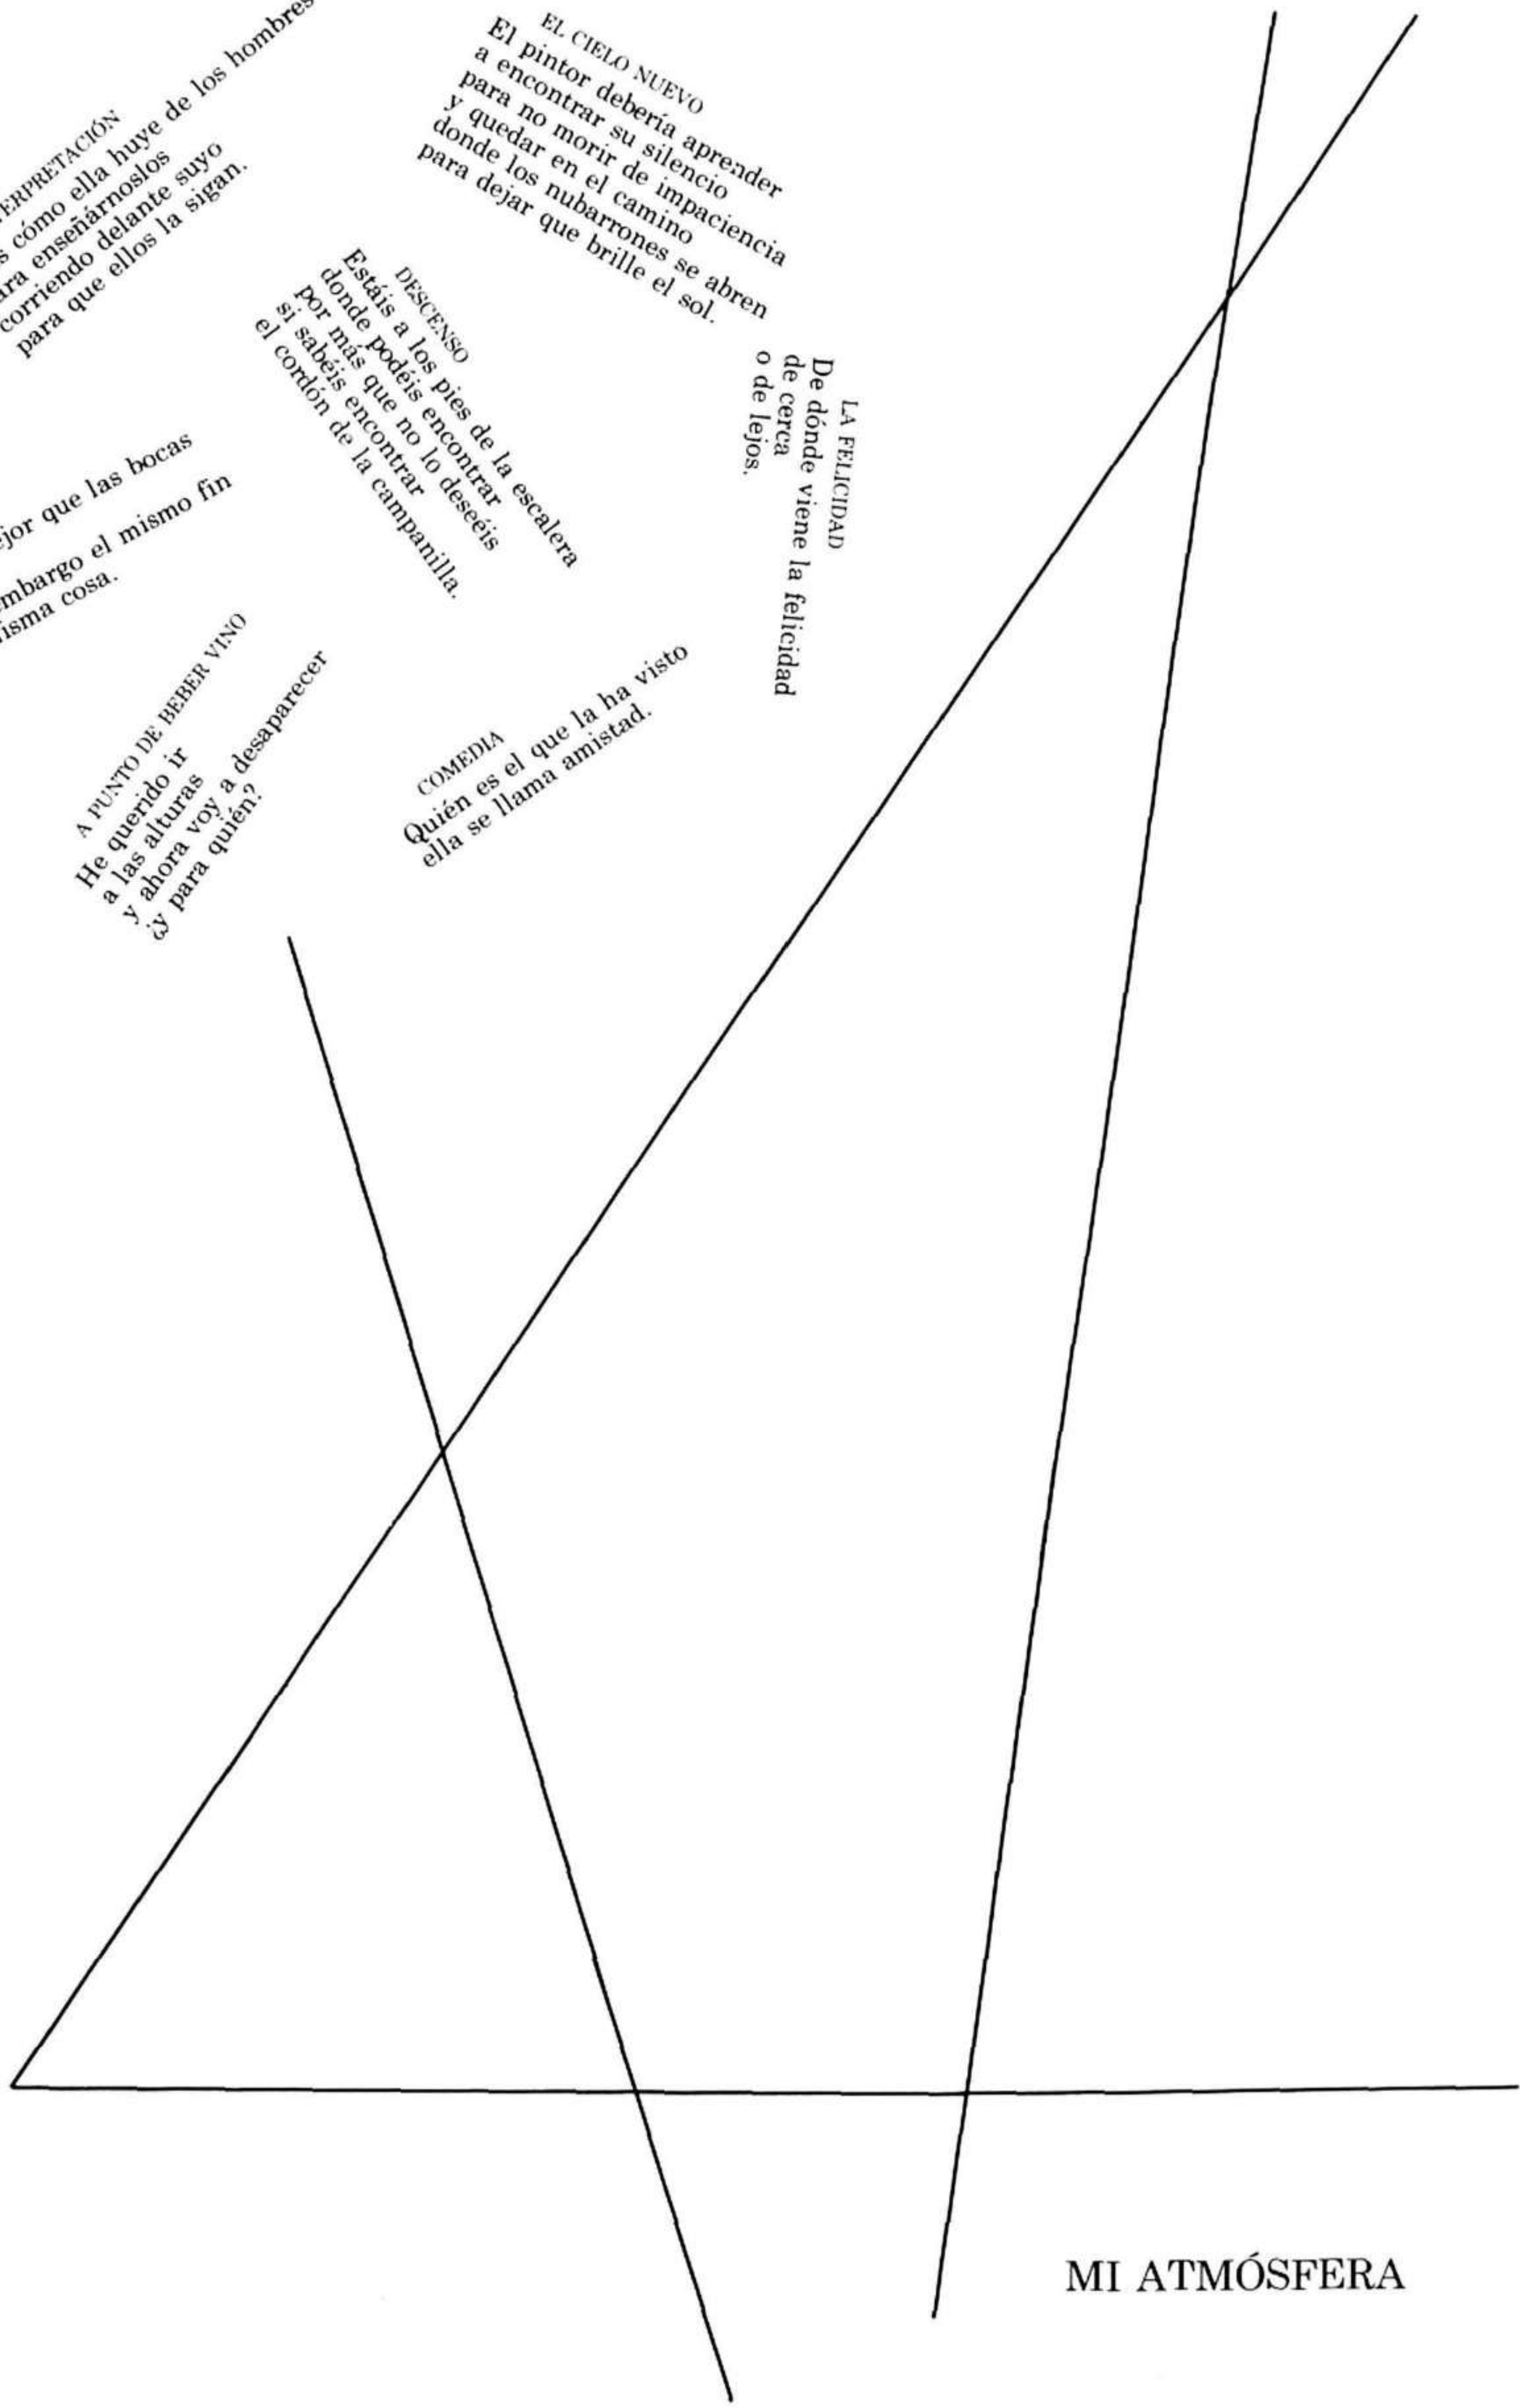 cómo ella huye de los hombres
enseñárnoslos
corriendo delante suyo
para que ellos la sigan.
EL CIELO NUEVO
El pintor debería aprender
a encontrar su silencio
para no morir de impaciencia
y quedar en el camino
donde los nubarrones se abren
para dejar que brille el sol.
DESCENSO
Estáis a los pies de la escalera
donde podéis encontrar
por más que no lo deseéis
si sabéis encontrar
el cordón de la campanilla.
LA FELICIDAD
De dónde viene la felicidad
de cerca
o de lejos.
que las bocas
el mismo fin
cosa.
A PUNTO DE BEBER VINO
He querido ir
a las alturas
y ahora voy a desaparecer
¿y para quién?
COMEDIA
Quién es el que la ha visto
ella se llama amistad.
MI ATMÓSFERA